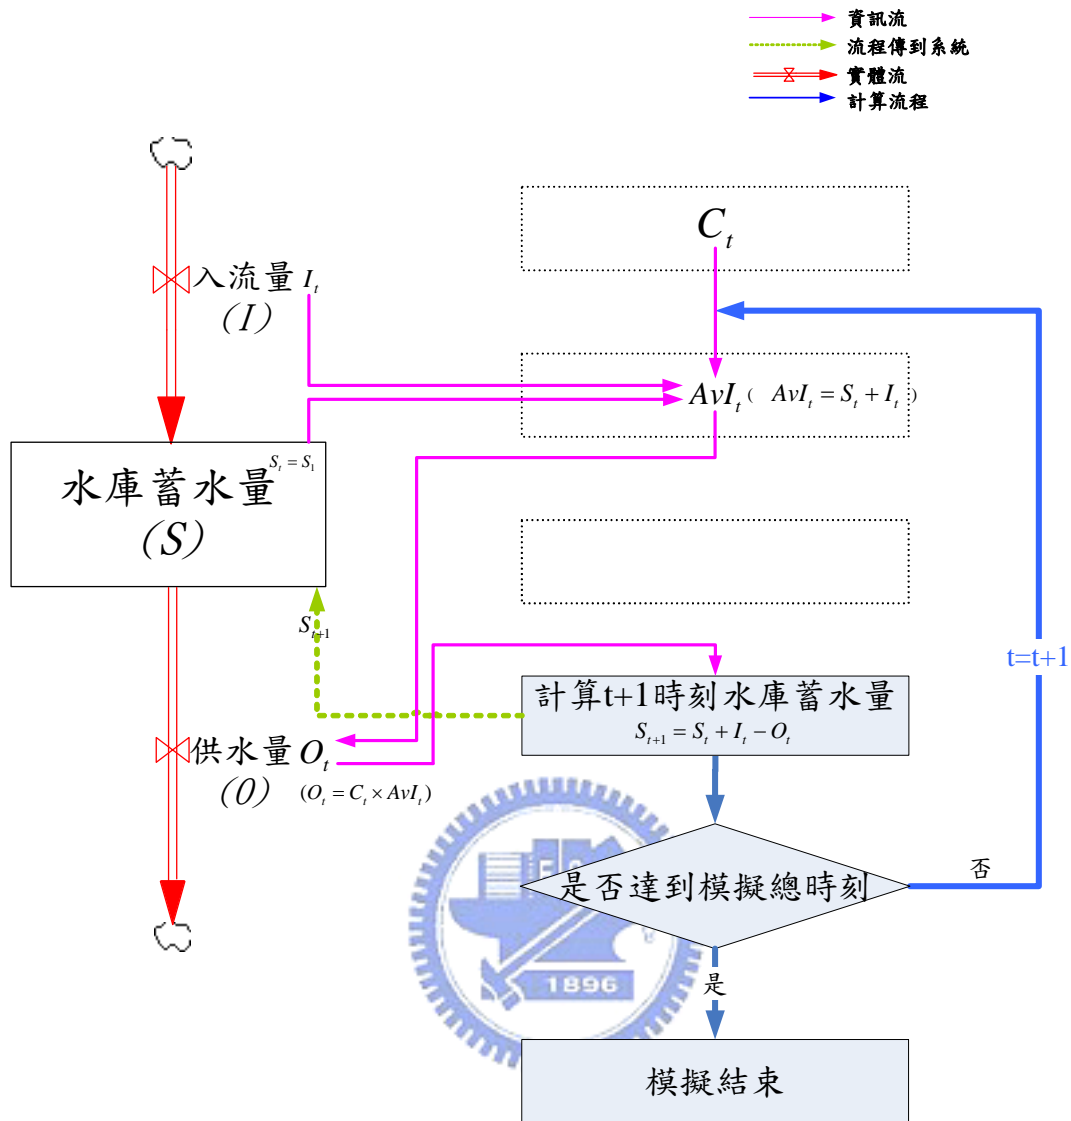 資訊流
流程傳到系統
實體流
計算流程
C_t
入流量 I_t
(I)
AvI_t ( AvI_t = S_t + I_t )
S_t = S_1
水庫蓄水量
(S)
S_{t+1}
t=t+1
計算t+1時刻水庫蓄水量
S_{t+1} = S_t + I_t − O_t
供水量 O_t
(O)
(O_t = C_t × AvI_t)
是否達到模擬總時刻
否
1896
是
模擬結束